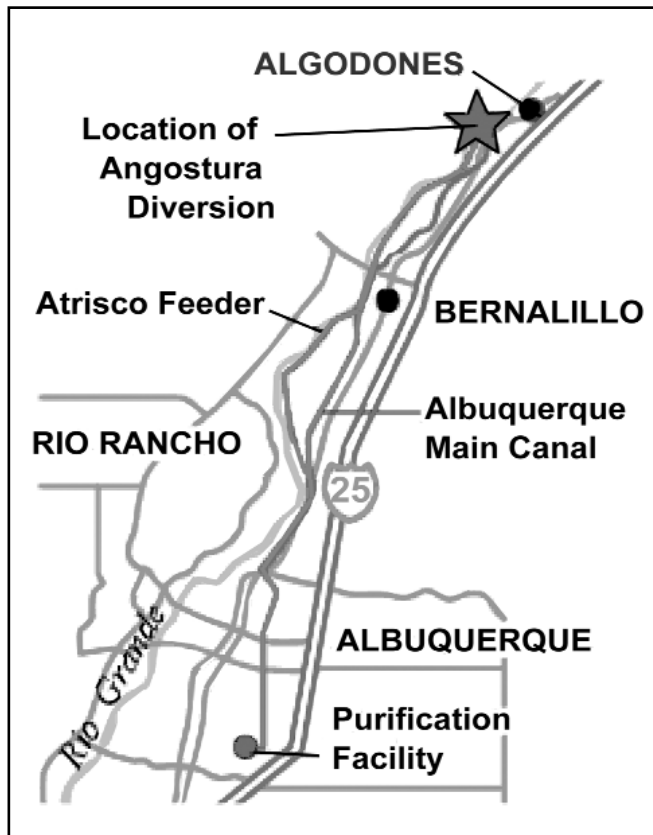 ALGODONES
Location of
Angostura
Diversion
Atrisco Feeder
BERNALILLO
Albuquerque
Main Canal
RIO RANCHO
25
ALBUQUERQUE
Rio Grande
Purification
Facility